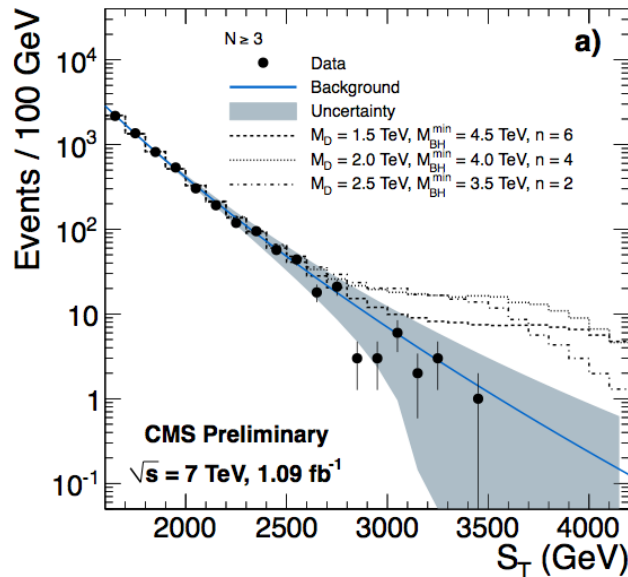 N ≥ 3
a)
Data
Background
Uncertainty
M_D = 1.5 TeV, M_BH^min = 4.5 TeV, n = 6
M_D = 2.0 TeV, M_BH^min = 4.0 TeV, n = 4
M_D = 2.5 TeV, M_BH^min = 3.5 TeV, n = 2
Events / 100 GeV
10^4
10^3
10^2
10
1
10^-1
CMS Preliminary
√s = 7 TeV, 1.09 fb^-1
2000 2500 3000 3500 4000
S_T (GeV)